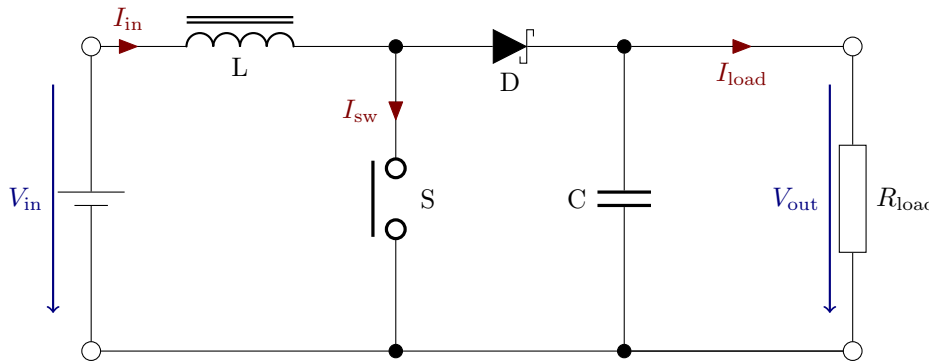 I_in
L
D
I_load
I_sw
V_in
S
C
V_out
R_load